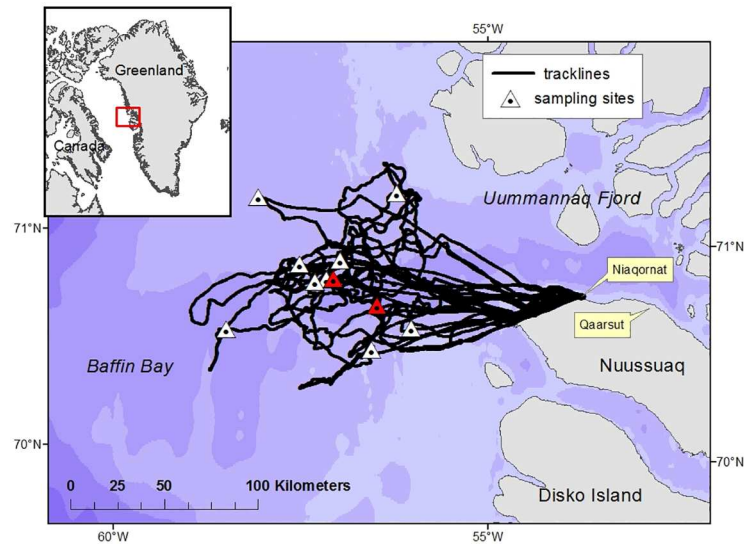 55°W
Greenland
Canada
tracklines
sampling sites
Uummannaq Fjord
71°N
71°N
Niaqornat
Qaarsut
Baffin Bay
Nuussuaq
70°N
70°N
0 25 50 100 Kilometers
Disko Island
60°W
55°W